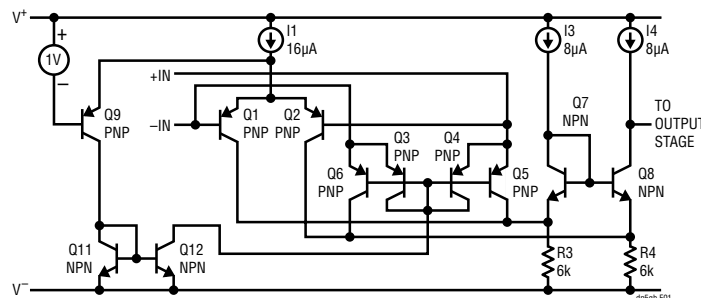 V+
+
1V
−
I1
16µA
I3
8µA
I4
8µA
+IN
−IN
Q9
PNP
Q1
PNP
Q2
PNP
Q3
PNP
Q4
PNP
Q6
PNP
Q5
PNP
Q7
NPN
Q8
NPN
TO
OUTPUT
STAGE
Q11
NPN
Q12
NPN
R3
6k
R4
6k
V−